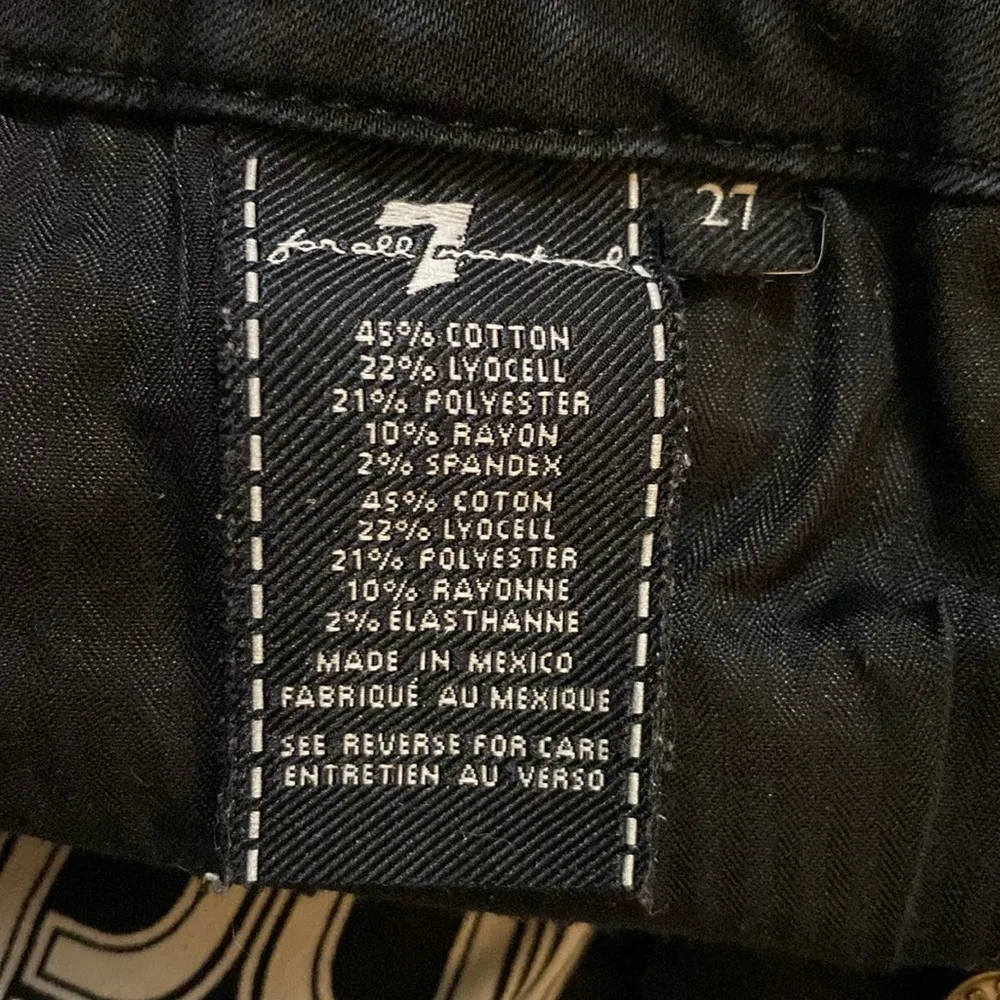 7
for all mankind
27
45% COTTON
22% LYOCELL
21% POLYESTER
10% RAYON
2% SPANDEX
45% COTON
22% LYOCELL
21% POLYESTER
10% RAYONNE
2% ÉLASTHANNE
MADE IN MEXICO
FABRIQUÉ AU MEXIQUE
SEE REVERSE FOR CARE
ENTRETIEN AU VERSO